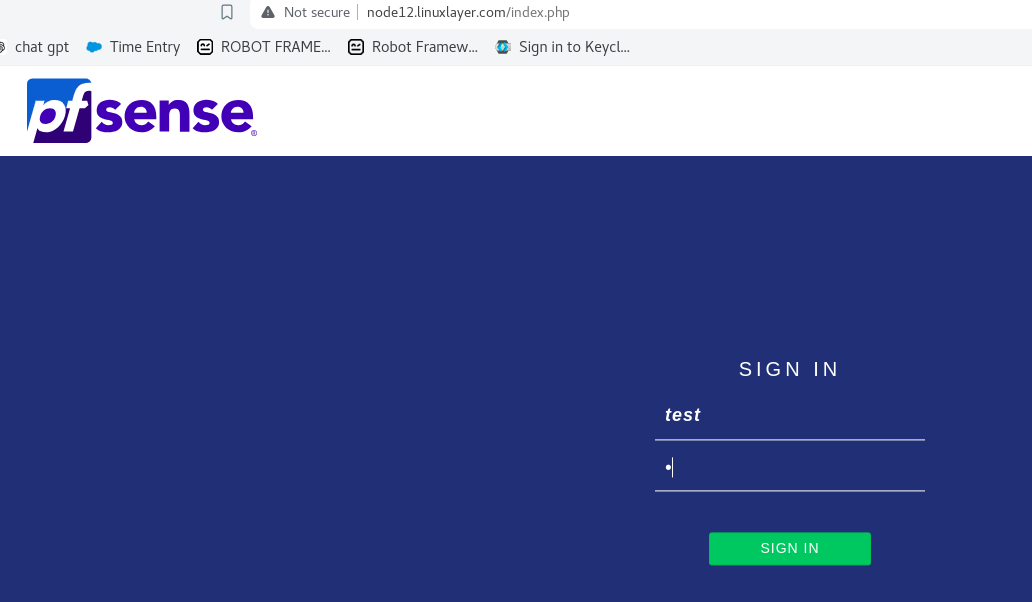 Not secure node12.linuxlayer.com/index.php
chat gpt Time Entry ROBOT FRAME... Robot Framew... Sign in to Keycl...
pfsense®
SIGN IN
test
•
SIGN IN